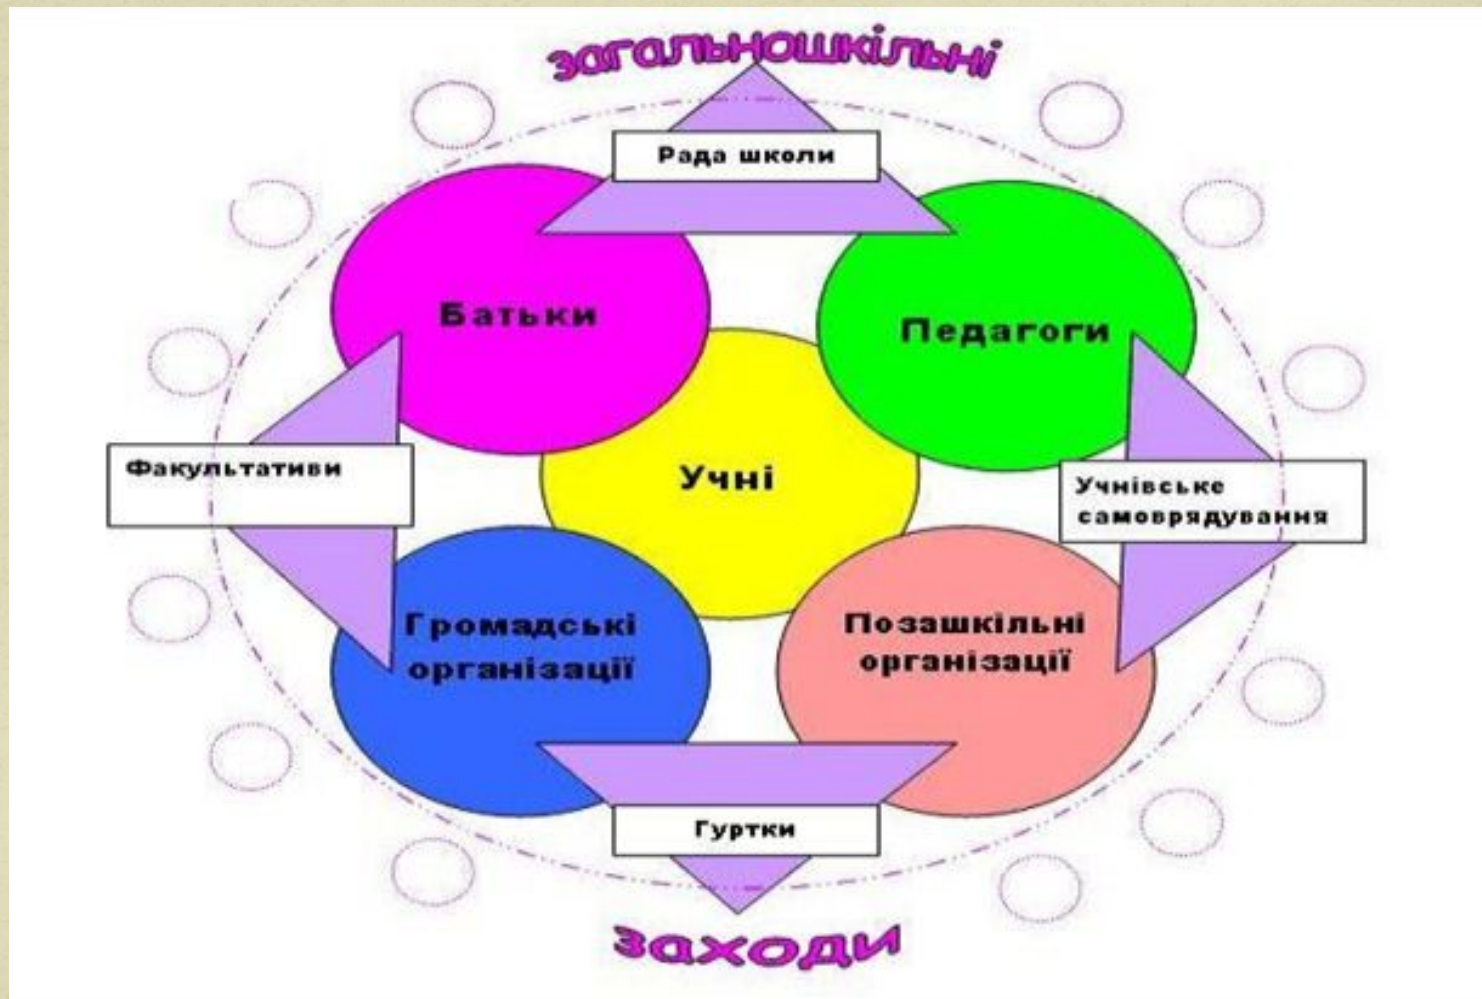 загальношкільні
Рада школи
Батьки
Педагоги
Факультативи
Учні
Учнівське
самоврядування
Громадські
організації
Позашкільні
організації
Гуртки
заходи